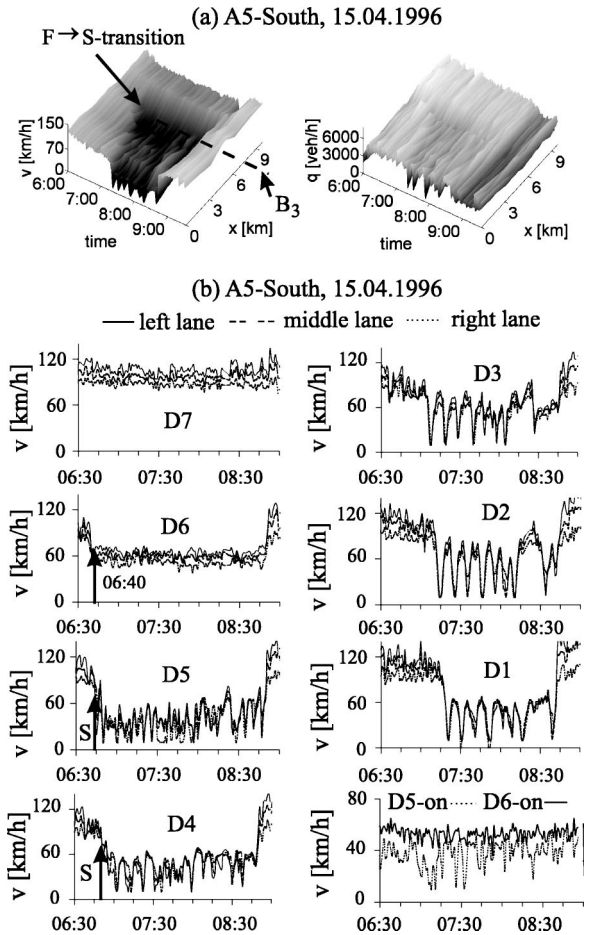 (a) A5-South, 15.04.1996
F → S-transition
v [km/h]
150
70
0
6:00
7:00
8:00
9:00
time
0
3
6
9
x [km]
B3
q [veh/h]
6000
3000
0
6:00
7:00
8:00
9:00
time
0
3
6
9
x [km]
(b) A5-South, 15.04.1996
left lane middle lane right lane
v [km/h]
120
60
0
D7
06:30 07:30 08:30
v [km/h]
120
60
0
D3
06:30 07:30 08:30
v [km/h]
120
60
0
D6
06:40
06:30 07:30 08:30
v [km/h]
120
60
0
D2
06:30 07:30 08:30
v [km/h]
120
60
0
D5
S
06:30 07:30 08:30
v [km/h]
120
60
0
D1
06:30 07:30 08:30
v [km/h]
120
60
0
D4
S
06:30 07:30 08:30
v [km/h]
80
40
0
D5-on D6-on
06:30 07:30 08:30